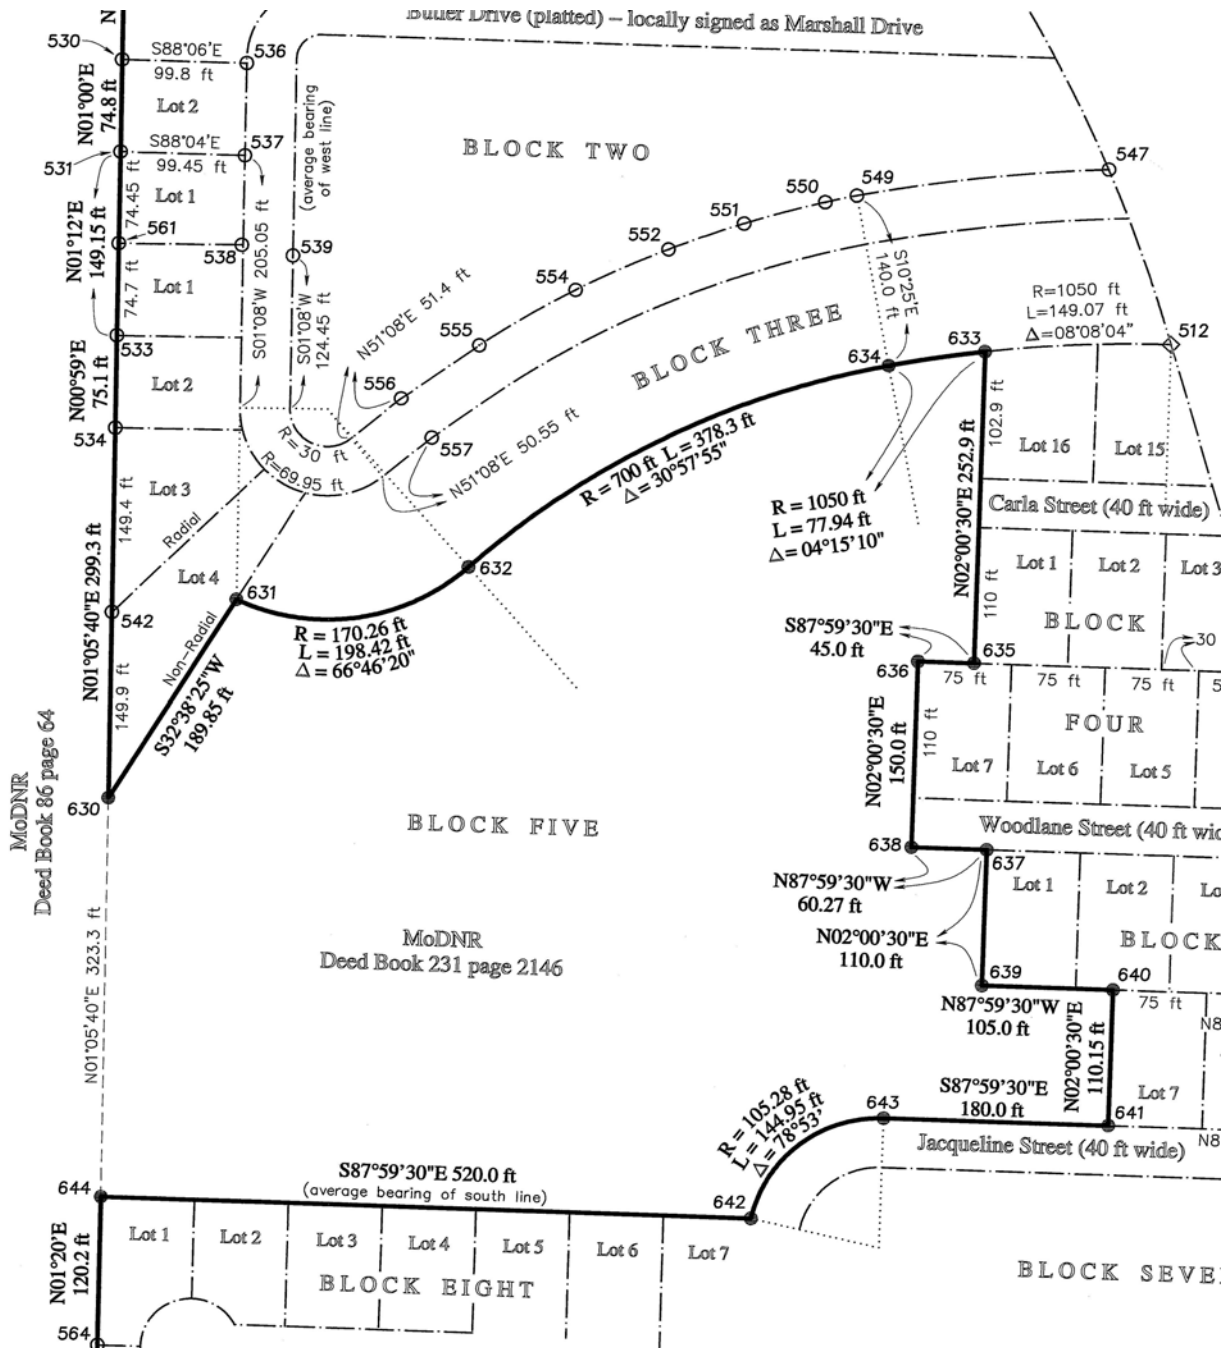 N
Butler Drive (platted) – locally signed as Marshall Drive
530
S88°06'E
99.8 ft
536
N01°00'E
74.8 ft
Lot 2
(average bearing
of west line)
BLOCK TWO
531
S88°04'E
99.45 ft
537
547
74.45 ft
Lot 1
550
549
551
561
538
539
552
N01°12'E
149.15 ft
74.7 ft
Lot 1
S01°08'W 205.05 ft
S01°08'W
124.45 ft
N51°08'E 51.4 ft
554
S10°25'E
140.0 ft
R=1050 ft
L=149.07 ft
Δ=08°08'04"
512
533
555
BLOCK THREE
634
633
N00°59'E
75.1 ft
Lot 2
556
534
R=30 ft
557
N51°08'E 50.55 ft
R = 700 ft L = 378.3 ft
Δ = 30°57'55"
102.9 ft
Lot 16
Lot 15
R=69.95 ft
Lot 3
149.4 ft
Radial
R = 1050 ft
L = 77.94 ft
Δ = 04°15'10"
N02°00'30"E 252.9 ft
Carla Street (40 ft wide)
Lot 4
631
632
Lot 1
Lot 2
Lot 3
110 ft
N01°05'40"E 299.3 ft
542
Non-Radial
S32°38'25"W
189.85 ft
R = 170.26 ft
L = 198.42 ft
Δ = 66°46'20"
S87°59'30"E
45.0 ft
BLOCK
30
636
635
149.9 ft
75 ft
75 ft
75 ft
5
N02°00'30"E
150.0 ft
110 ft
FOUR
Lot 7
Lot 6
Lot 5
MoDNR
Deed Book 86 page 64
630
BLOCK FIVE
Woodlane Street (40 ft wid
638
637
N87°59'30"W
60.27 ft
Lot 1
Lot 2
Lo
N01°05'40"E 323.3 ft
MoDNR
Deed Book 231 page 2146
N02°00'30"E
110.0 ft
BLOCK
639
640
N87°59'30"W
105.0 ft
75 ft
N02°00'30"E
110.15 ft
N8
S87°59'30"E
180.0 ft
Lot 7
643
641
R = 105.28 ft
L = 144.95 ft
Δ = 78°53'
Jacqueline Street (40 ft wide)
N8
644
S87°59'30"E 520.0 ft
(average bearing of south line)
642
N01°20'E
120.2 ft
Lot 1
Lot 2
Lot 3
Lot 4
Lot 5
Lot 6
Lot 7
BLOCK EIGHT
BLOCK SEVE
564